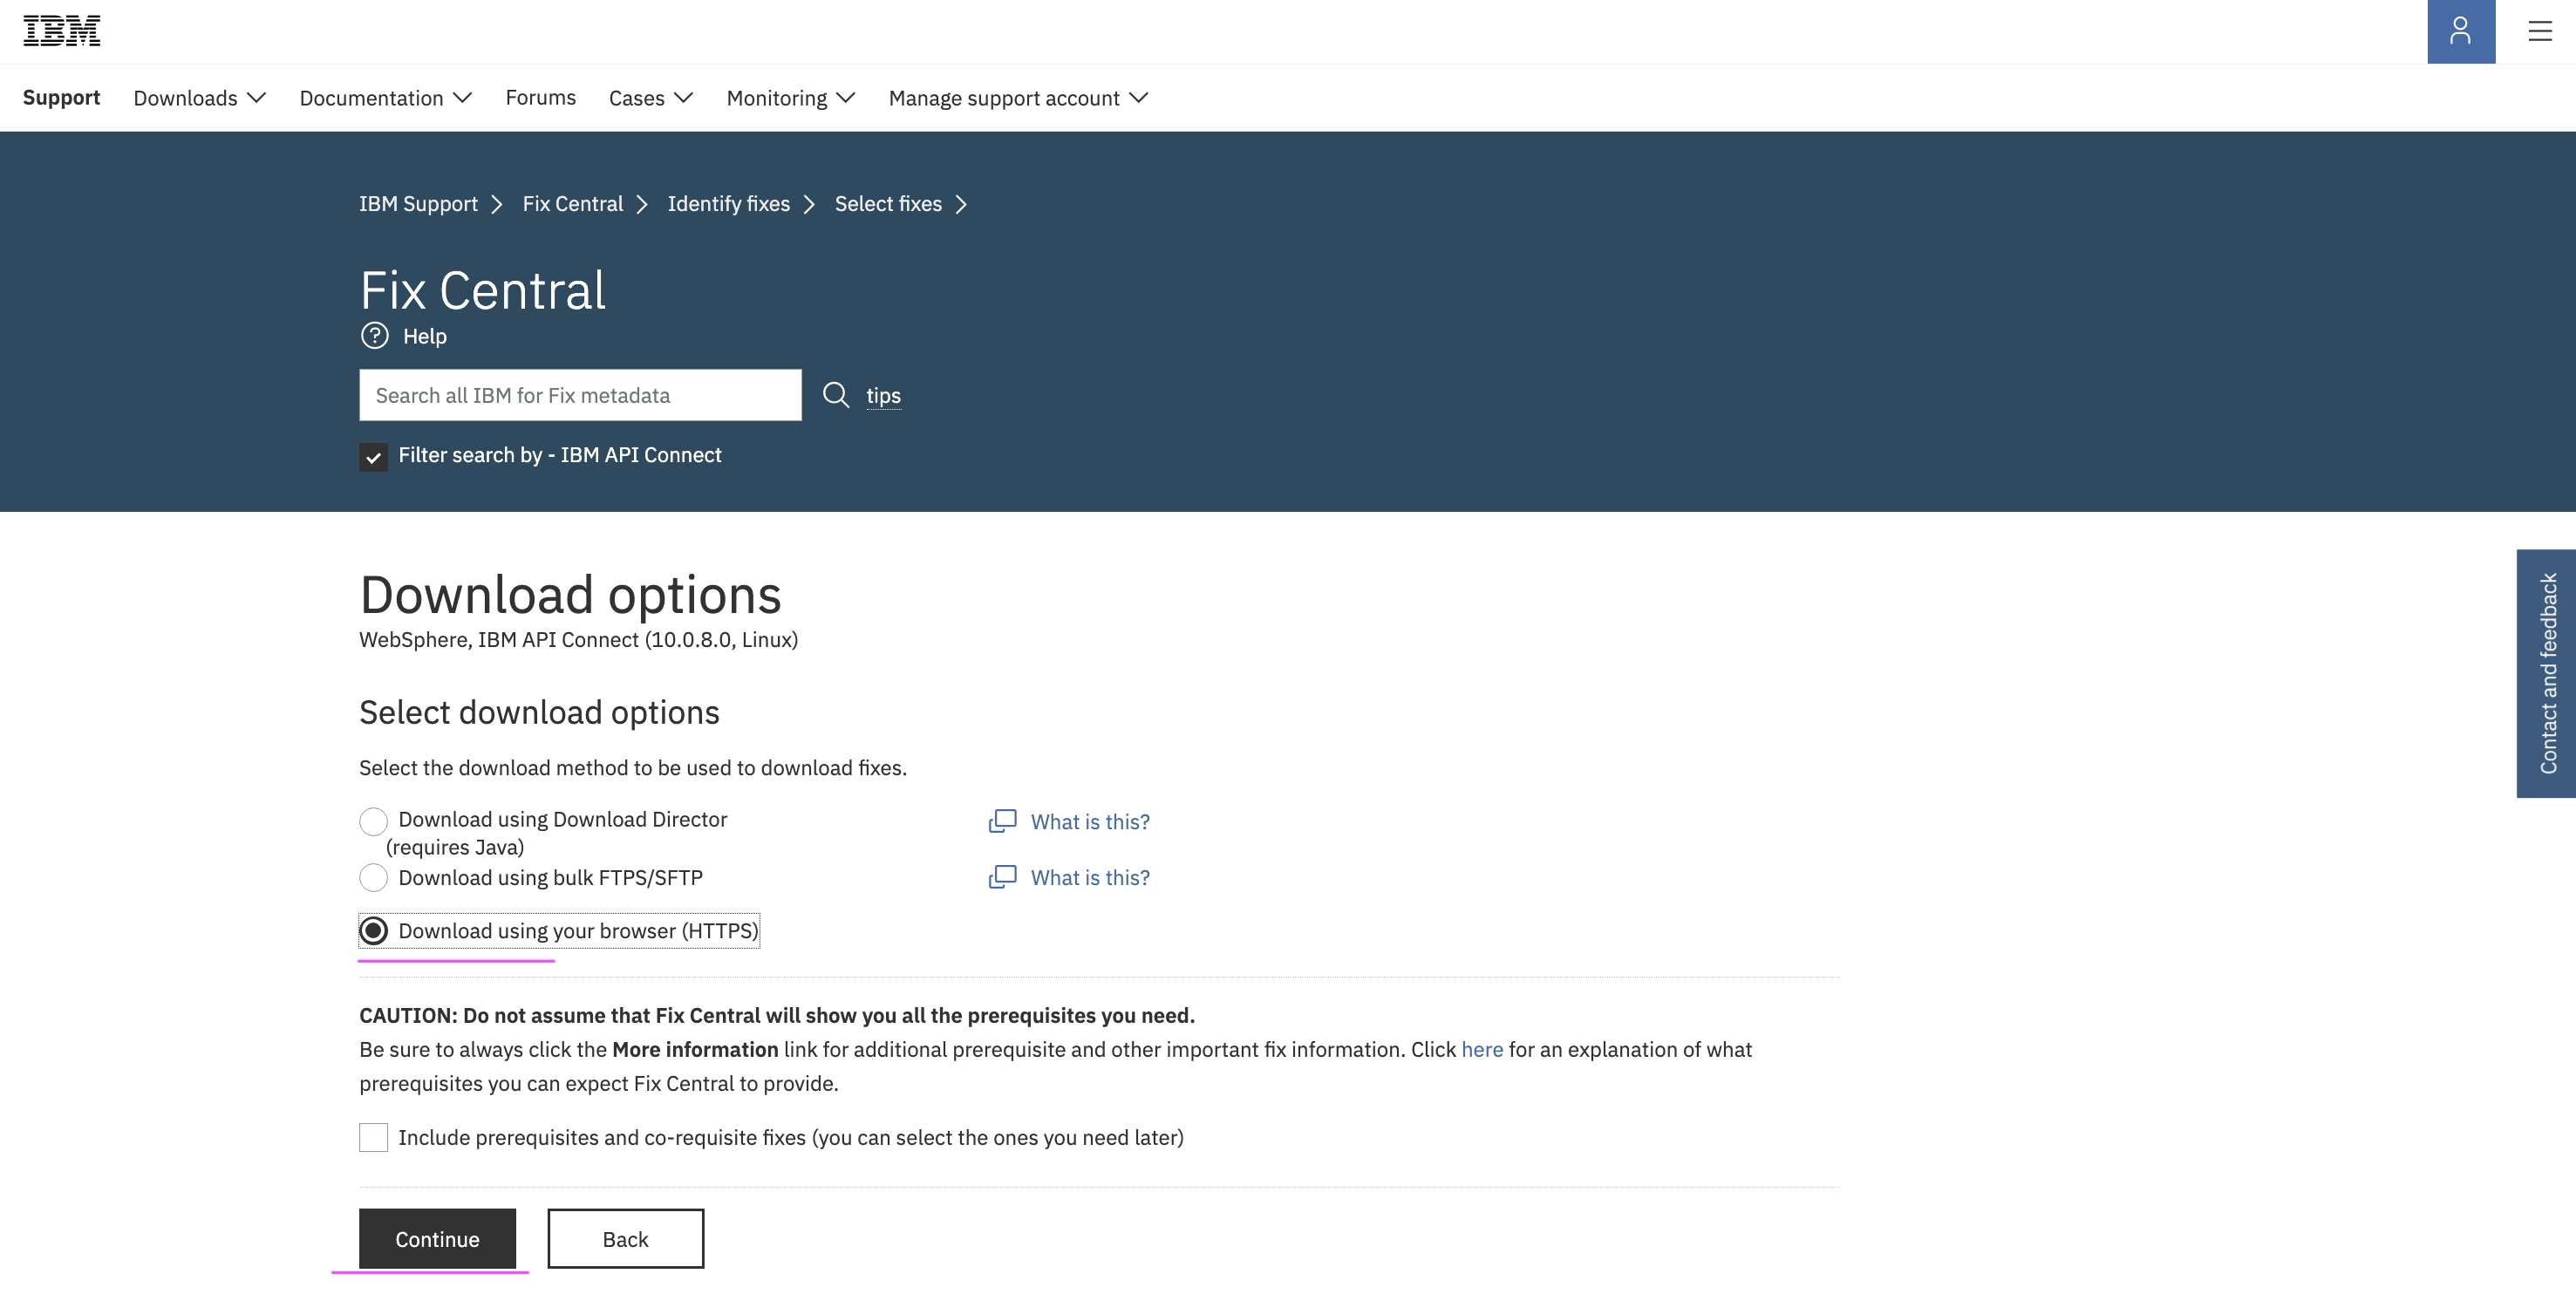 IBM
Support Downloads Documentation Forums Cases Monitoring Manage support account
IBM Support Fix Central Identify fixes Select fixes
Fix Central
? Help
Search all IBM for Fix metadata tips
Filter search by - IBM API Connect
Download options
WebSphere, IBM API Connect (10.0.8.0, Linux)
Select download options
Select the download method to be used to download fixes.
Download using Download Director What is this?
(requires Java)
Download using bulk FTPS/SFTP What is this?
Download using your browser (HTTPS)
CAUTION: Do not assume that Fix Central will show you all the prerequisites you need.
Be sure to always click the More information link for additional prerequisite and other important fix information. Click here for an explanation of what
prerequisites you can expect Fix Central to provide.
Include prerequisites and co-requisite fixes (you can select the ones you need later)
Continue Back
Contact and feedback